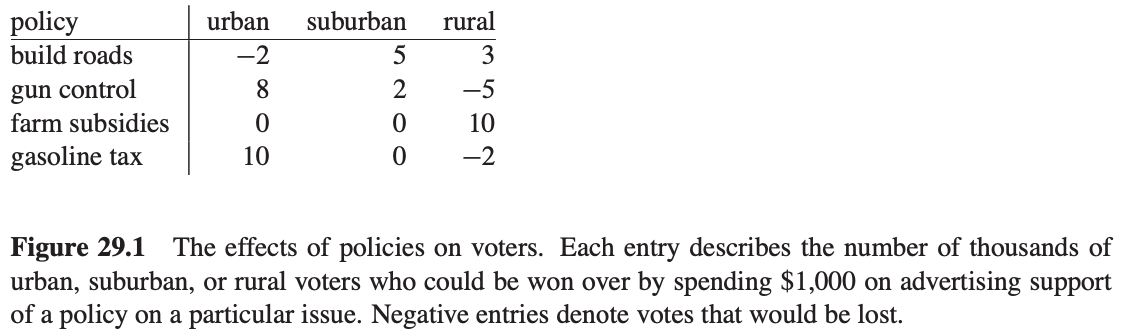 policy urban suburban rural
build roads −2 5 3
gun control 8 2 −5
farm subsidies 0 0 10
gasoline tax 10 0 −2
Figure 29.1 The effects of policies on voters. Each entry describes the number of thousands of
urban, suburban, or rural voters who could be won over by spending $1,000 on advertising support
of a policy on a particular issue. Negative entries denote votes that would be lost.